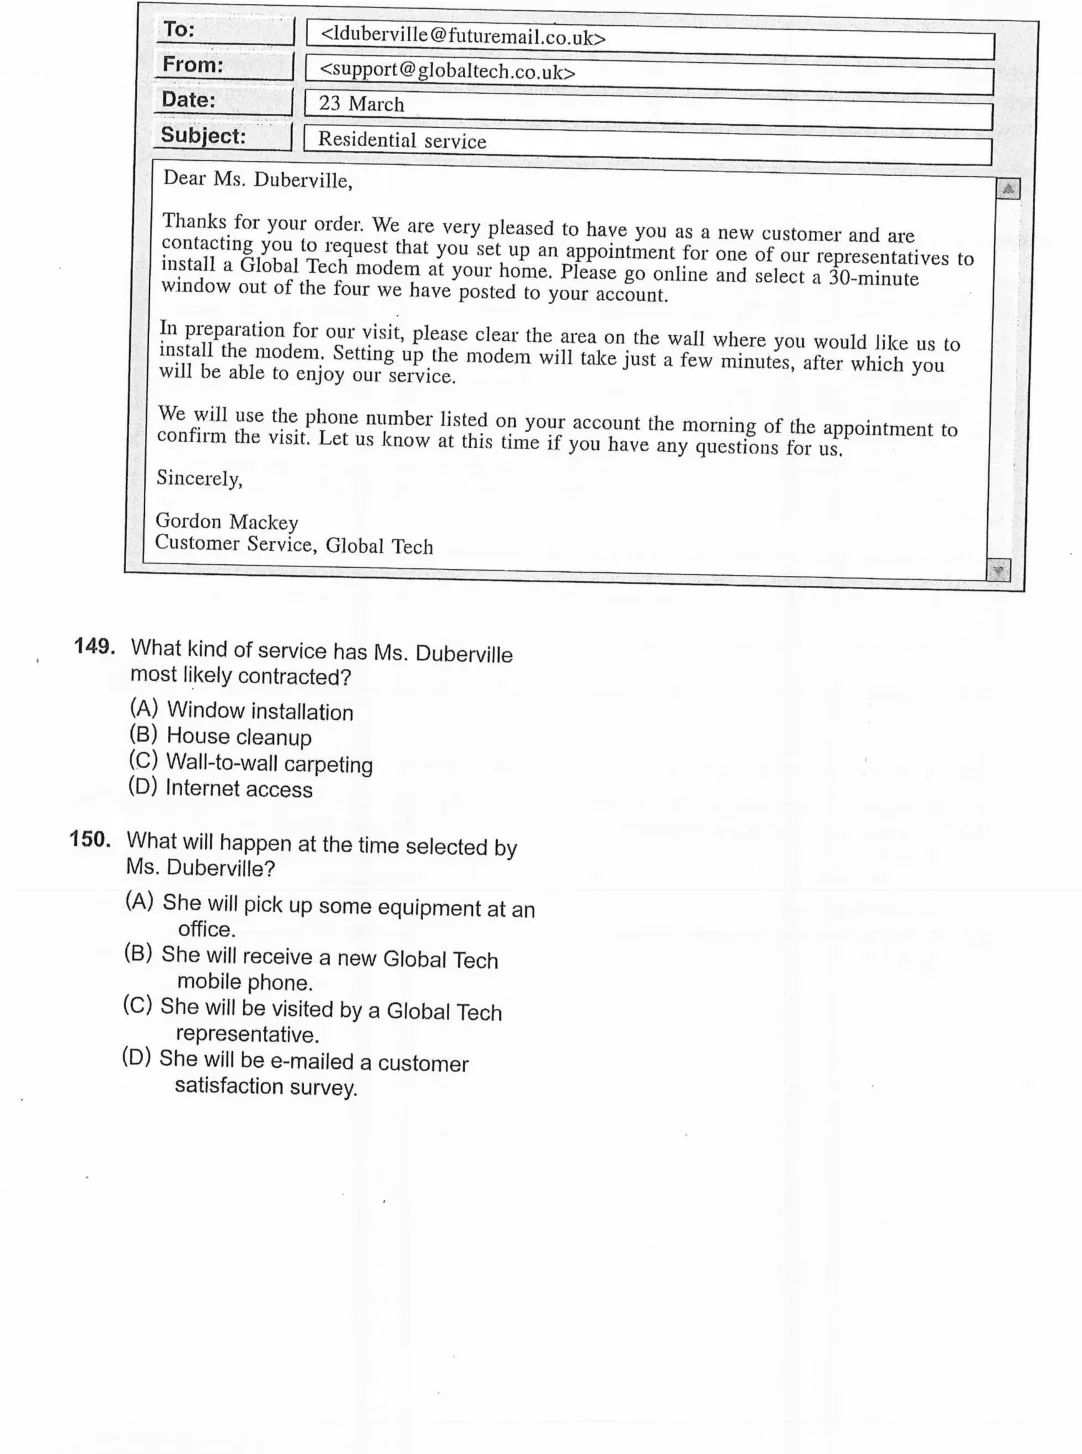 To: <lduberville@futuremail.co.uk>
From: <support@globaltech.co.uk>
Date: 23 March
Subject: Residential service
Dear Ms. Duberville,
Thanks for your order. We are very pleased to have you as a new customer and are
contacting you to request that you set up an appointment for one of our representatives to
install a Global Tech modem at your home. Please go online and select a 30-minute
window out of the four we have posted to your account.
In preparation for our visit, please clear the area on the wall where you would like us to
install the modem. Setting up the modem will take just a few minutes, after which you
will be able to enjoy our service.
We will use the phone number listed on your account the morning of the appointment to
confirm the visit. Let us know at this time if you have any questions for us.
Sincerely,
Gordon Mackey
Customer Service, Global Tech
149. What kind of service has Ms. Duberville
most likely contracted?
(A) Window installation
(B) House cleanup
(C) Wall-to-wall carpeting
(D) Internet access
150. What will happen at the time selected by
Ms. Duberville?
(A) She will pick up some equipment at an
office.
(B) She will receive a new Global Tech
mobile phone.
(C) She will be visited by a Global Tech
representative.
(D) She will be e-mailed a customer
satisfaction survey.